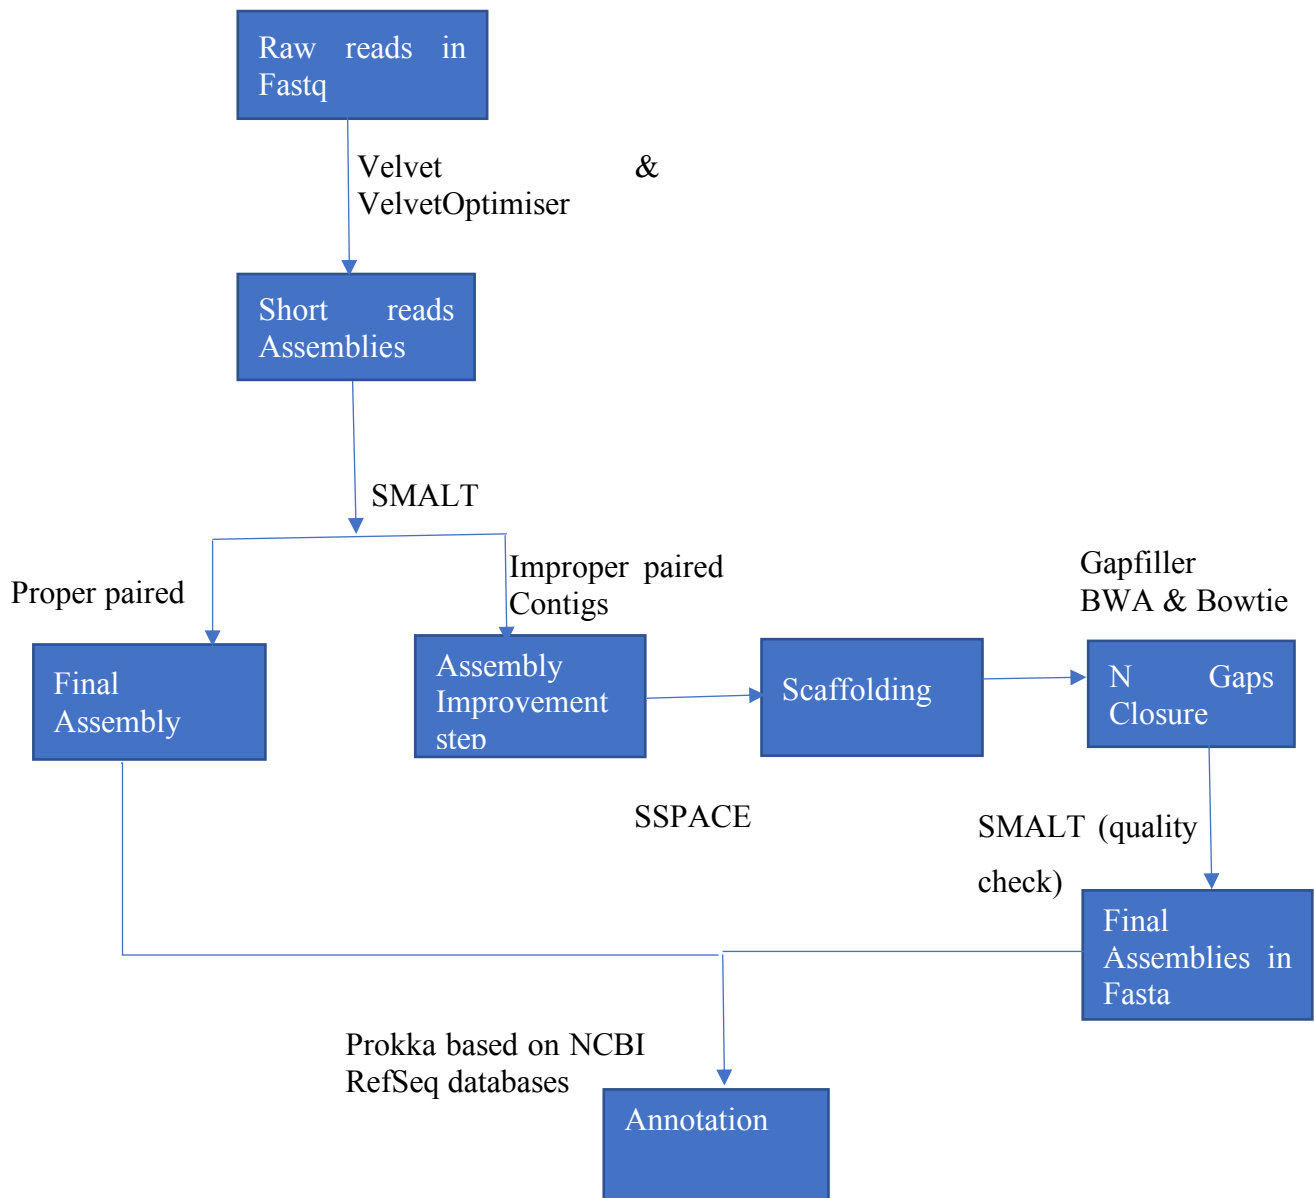 Raw reads in
Fastq
Velvet &
VelvetOptimiser
Short reads
Assemblies
SMALT
Proper paired
Improper paired
Contigs
Gapfiller
BWA & Bowtie
Final
Assembly
Assembly
Improvement
step
Scaffolding
N Gaps
Closure
SSPACE
SMALT (quality
check)
Final
Assemblies in
Fasta
Prokka based on NCBI
RefSeq databases
Annotation